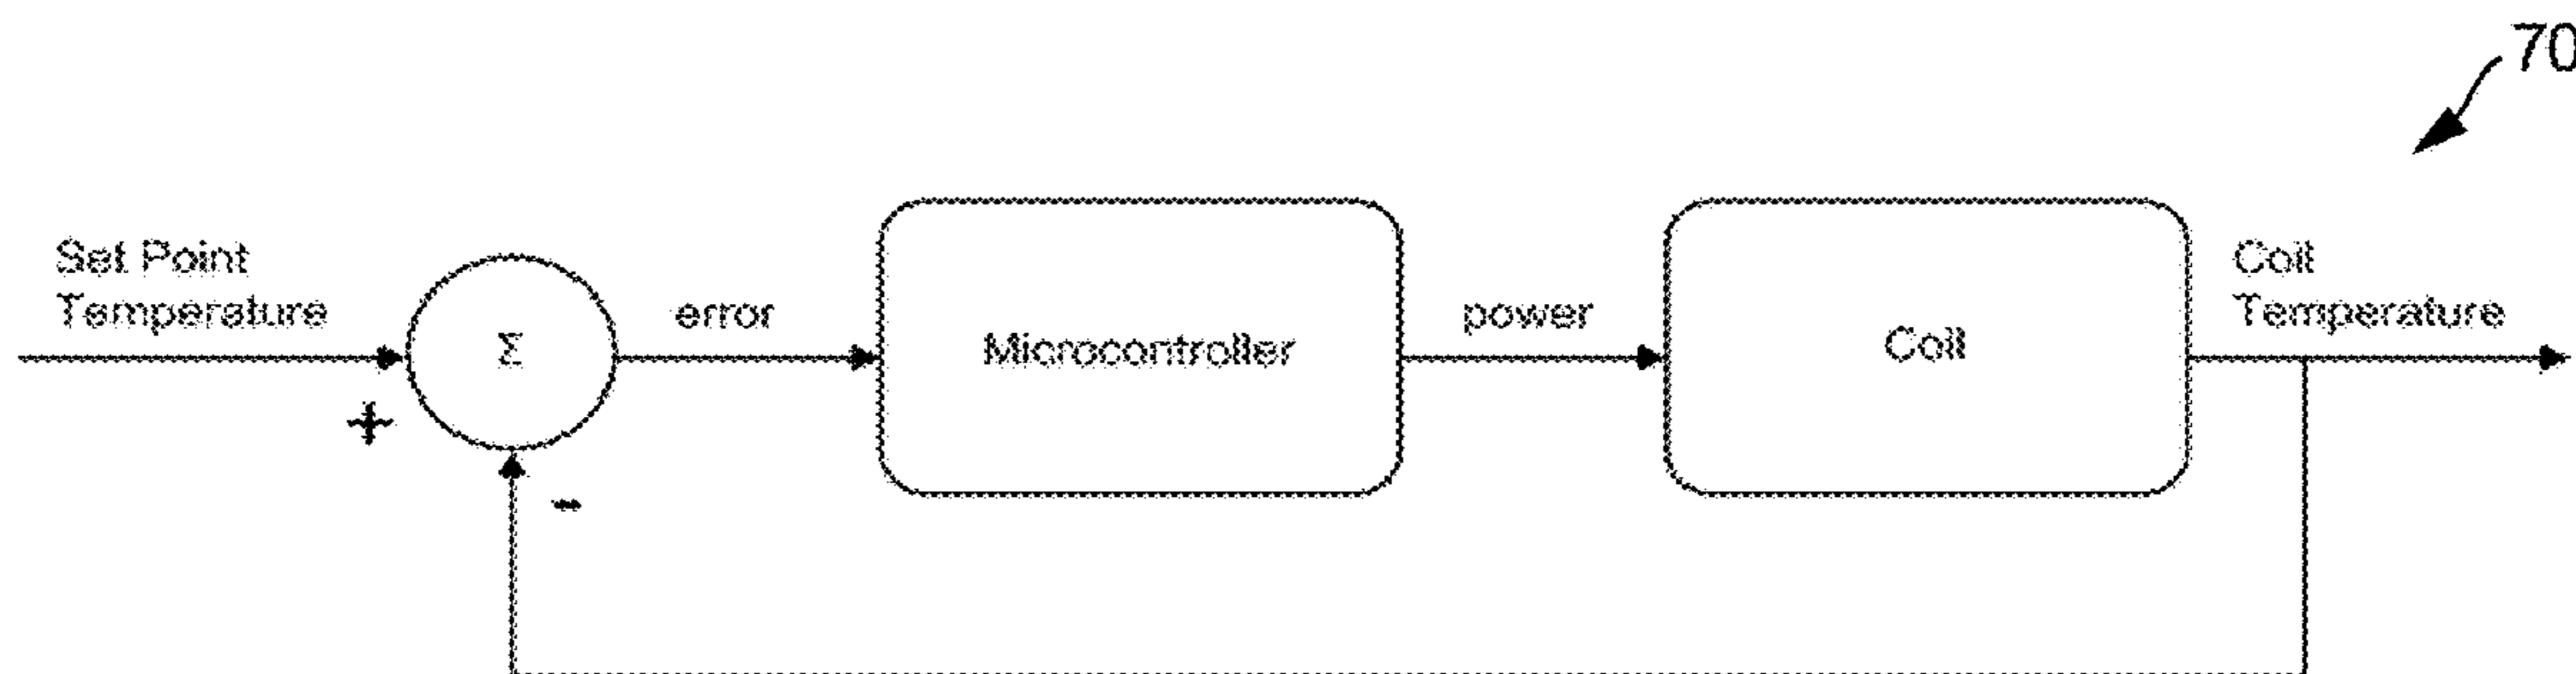 70
Set Point
Temperature
error
power
Coil
Temperature
Σ
Microcontroller
Coil
+
-